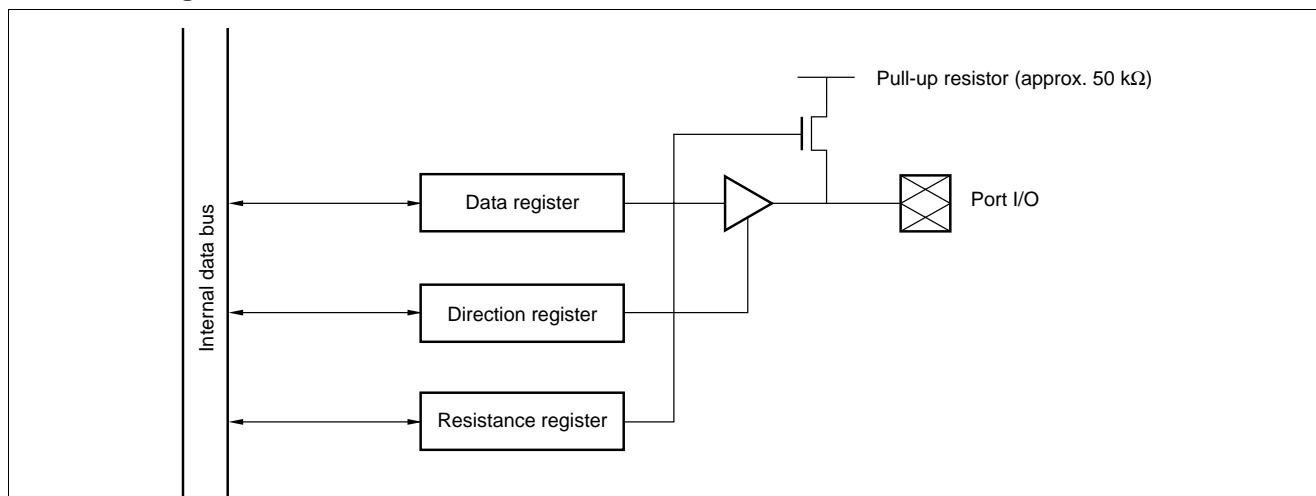 Pull-up resistor (approx. 50 kΩ)
Data register
Port I/O
Internal data bus
Direction register
Resistance register